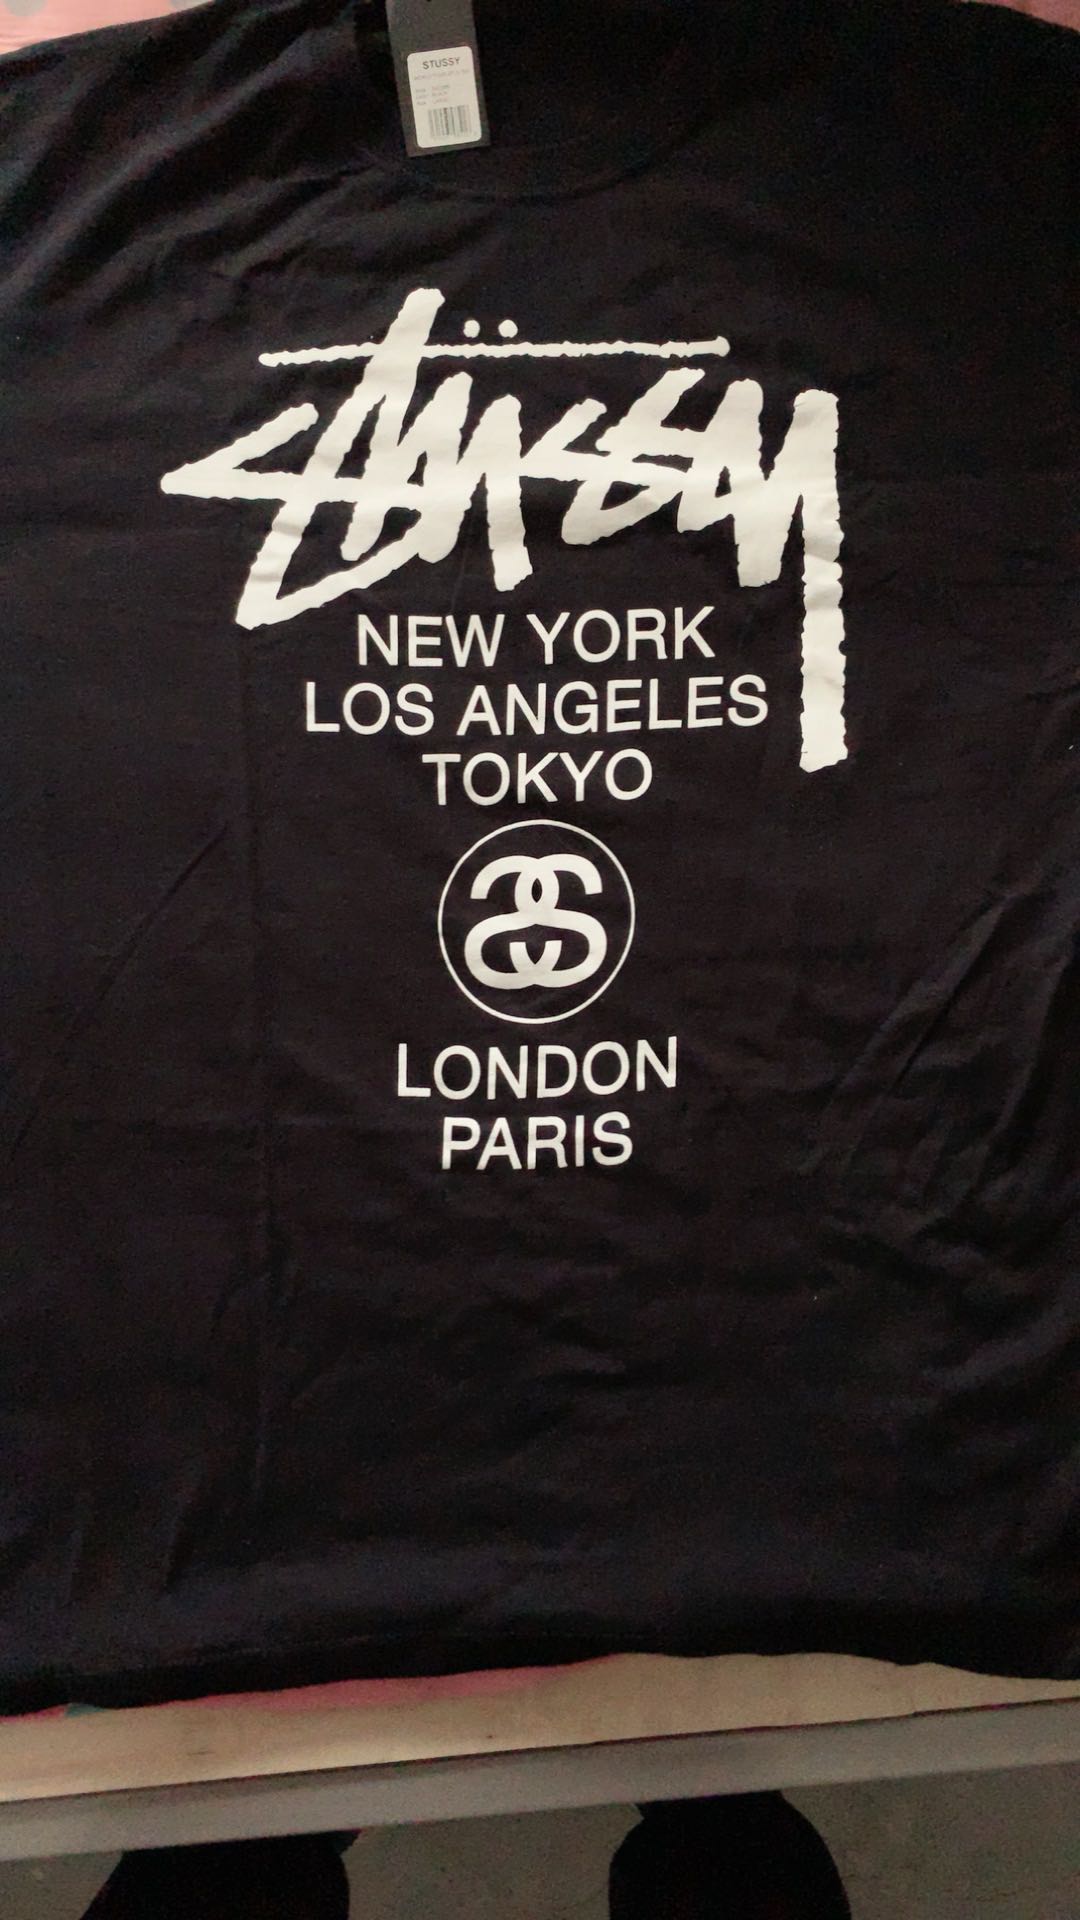 STUSSY
Stüssy
NEW YORK
LOS ANGELES
TOKYO
LONDON
PARIS